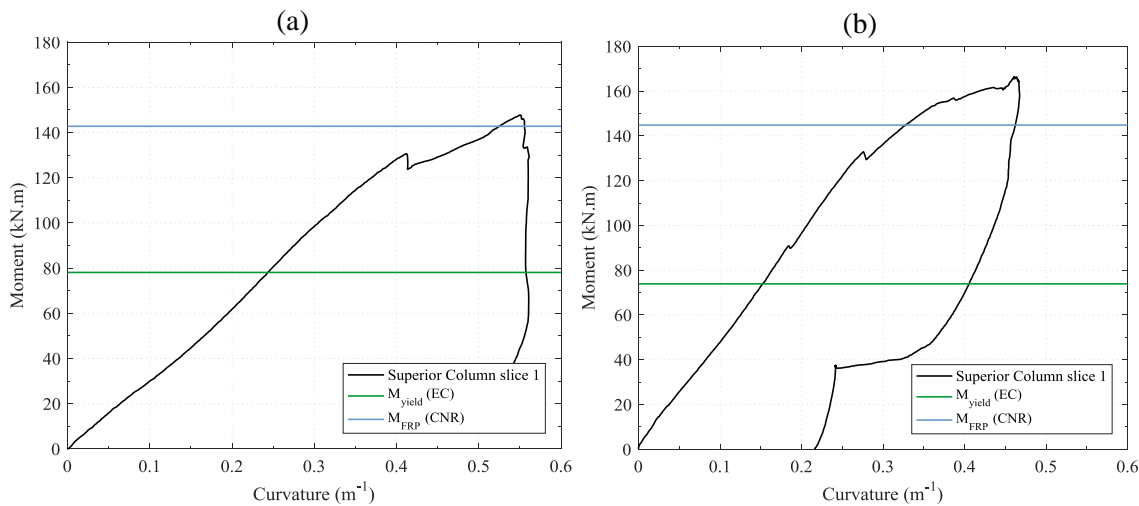 (a)
(b)
180
160
140
120
100
80
60
40
20
0
Moment (kN.m)
0
0.1
0.2
0.3
0.4
0.5
0.6
Curvature (m⁻¹)
Superior Column slice 1
M_yield (EC)
M_FRP (CNR)
180
160
140
120
100
80
60
40
20
0
Moment (kN.m)
0
0.1
0.2
0.3
0.4
0.5
0.6
Curvature (m⁻¹)
Superior Column slice 1
M_yield (EC)
M_FRP (CNR)